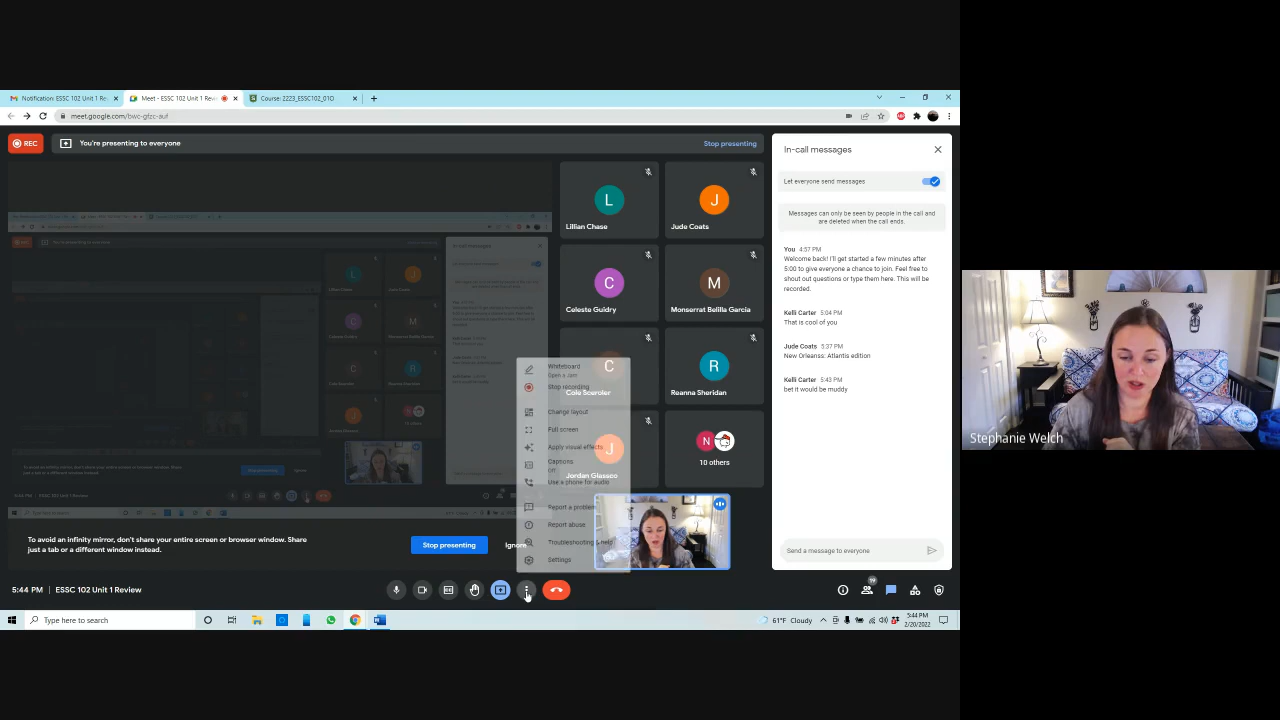 Notification: ESSC 102 Unit 1 Re
Meet - ESSC 102 Unit 1 Revi
Course: 2223_ESSC102_01O
meet.google.com/bwc-gfzc-auf
REC
You're presenting to everyone
Stop presenting
Lillian Chase
Jude Coats
Celeste Guidry
Monserrat Belilla Garcia
Reanna Sheridan
Jordan Glassco
10 others
Whiteboard
Open a Jam
Stop recording
Change layout
Full screen
Apply visual effects
Captions
Off
Use a phone for audio
Report a problem
Report abuse
Troubleshooting & help
Settings
To avoid an infinity mirror, don't share your entire screen or browser window. Share
just a tab or a different window instead.
Stop presenting
Ignore
In-call messages
Let everyone send messages
Messages can only be seen by people in the call and
are deleted when the call ends.
You 4:57 PM
Welcome back! I'll get started a few minutes after
5:00 to give everyone a chance to join. Feel free to
shout out questions or type them here. This will be
recorded.
Kelli Carter 5:04 PM
That is cool of you
Jude Coats 5:37 PM
New Orleanss: Atlantis edition
Kelli Carter 5:43 PM
bet it would be muddy
Send a message to everyone
5:44 PM | ESSC 102 Unit 1 Review
19
Type here to search
61°F Cloudy
5:44 PM
2/20/2022
Stephanie Welch